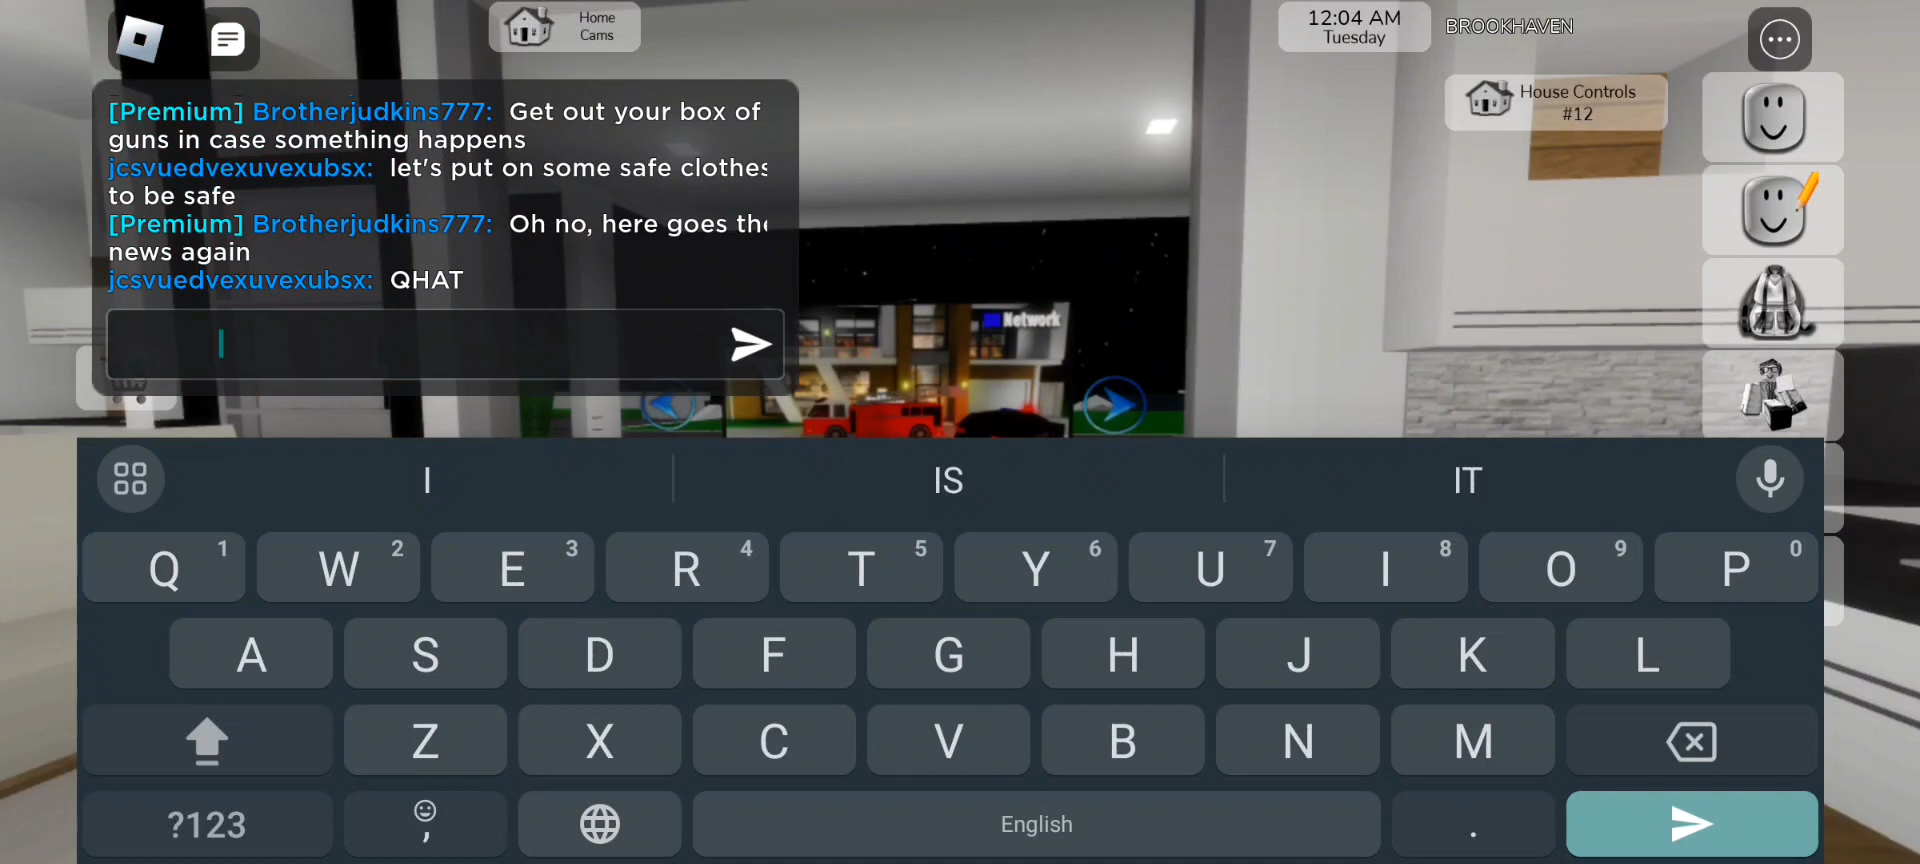 Home
Cams
12:04 AM
Tuesday
BROOKHAVEN
House Controls
#12
[Premium] Brotherjudkins777: Get out your box of
guns in case something happens
jcsvuedvexuvexubsx: let's put on some safe clothes
to be safe
[Premium] Brotherjudkins777: Oh no, here goes the
news again
jcsvuedvexuvexubsx: QHAT
Network
I IS IT
Q 1 W 2 E 3 R 4 T 5 Y 6 U 7 I 8 O 9 P 0
A S D F G H J K L
Z X C V B N M
?123 , English .